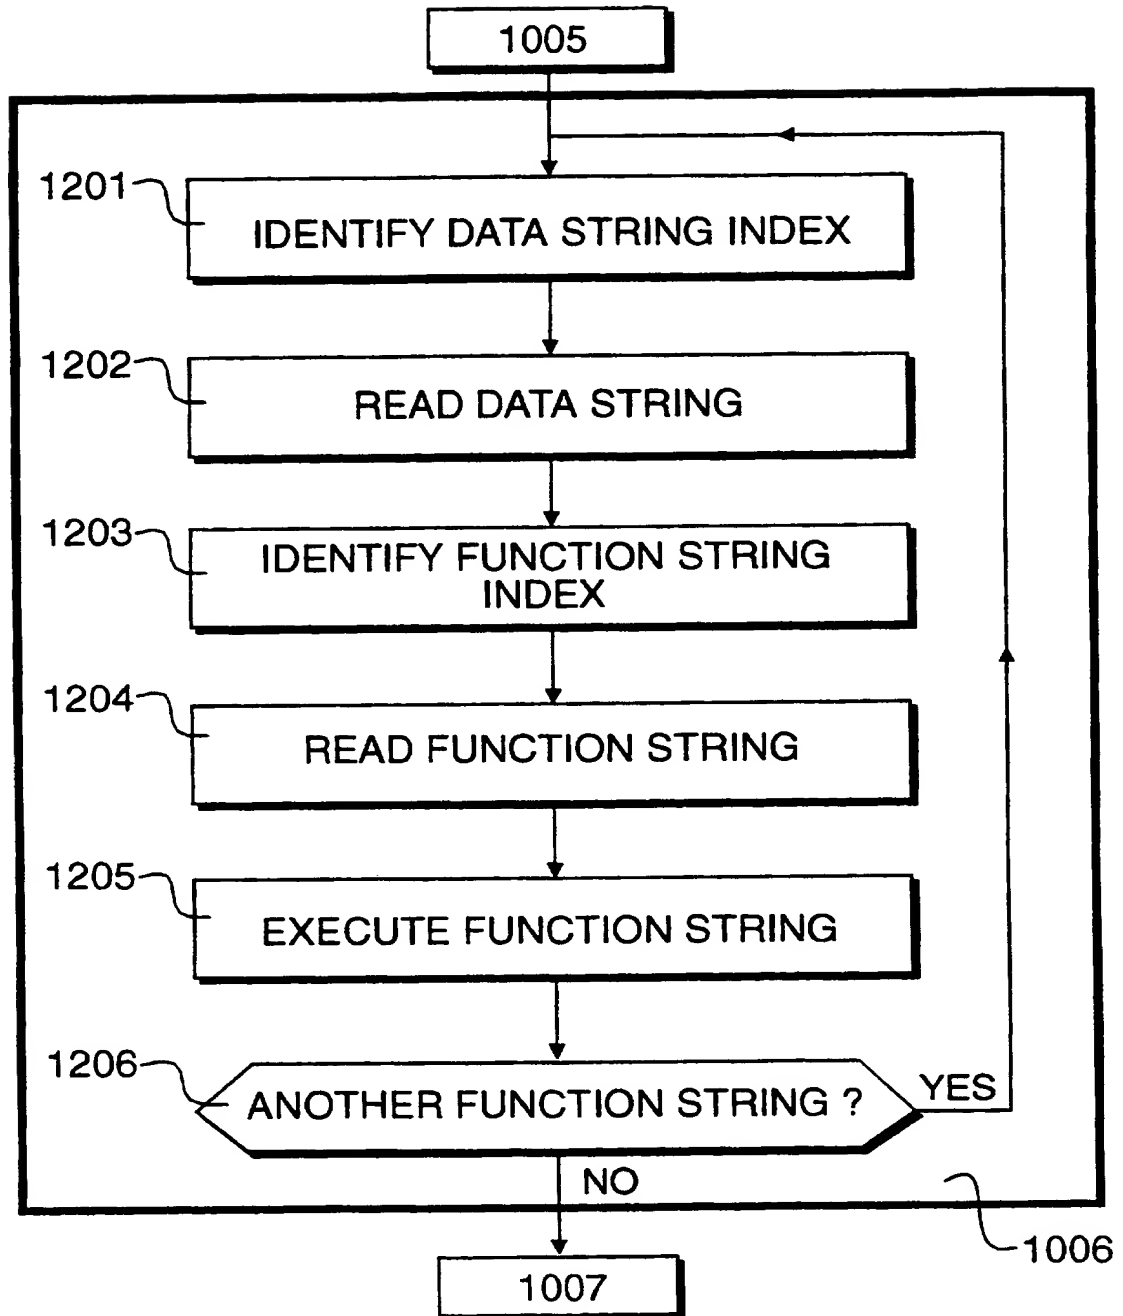 1005
1201
IDENTIFY DATA STRING INDEX
1202
READ DATA STRING
1203
IDENTIFY FUNCTION STRING
INDEX
1204
READ FUNCTION STRING
1205
EXECUTE FUNCTION STRING
1206
ANOTHER FUNCTION STRING ?
YES
NO
1006
1007